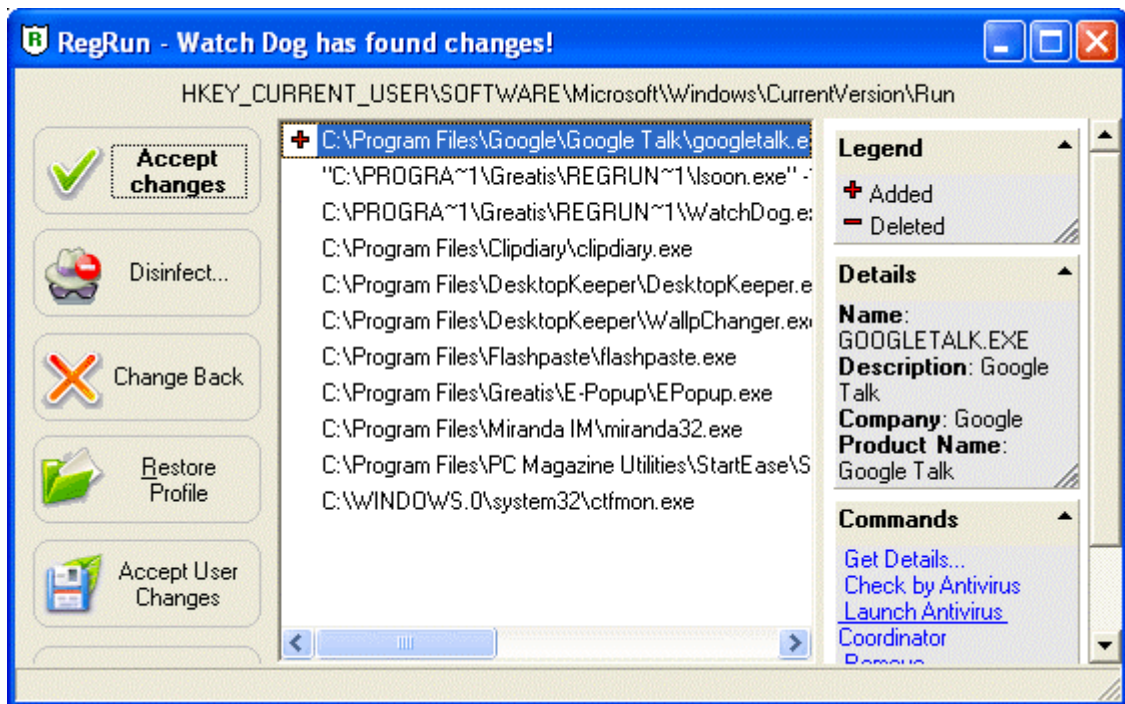 RegRun - Watch Dog has found changes!
HKEY_CURRENT_USER\SOFTWARE\Microsoft\Windows\CurrentVersion\Run
Accept
changes
Disinfect...
Change Back
Restore
Profile
Accept User
Changes
C:\Program Files\Google\Google Talk\googletalk.e
"C:\PROGRA~1\Greatis\REGRUN~1\lsoon.exe" -
C:\PROGRA~1\Greatis\REGRUN~1\WatchDog.ex
C:\Program Files\Clipdiary\clipdiary.exe
C:\Program Files\DesktopKeeper\DesktopKeeper.e
C:\Program Files\DesktopKeeper\WallpChanger.exe
C:\Program Files\Flashpaste\flashpaste.exe
C:\Program Files\Greatis\E-Popup\EPopup.exe
C:\Program Files\Miranda IM\miranda32.exe
C:\Program Files\PC Magazine Utilities\StartEase\S
C:\WINDOWS.0\system32\ctfmon.exe
Legend
Added
Deleted
Details
Name:
GOOGLETALK.EXE
Description: Google
Talk
Company: Google
Product Name:
Google Talk
Commands
Get Details...
Check by Antivirus
Launch Antivirus
Coordinator
Remove